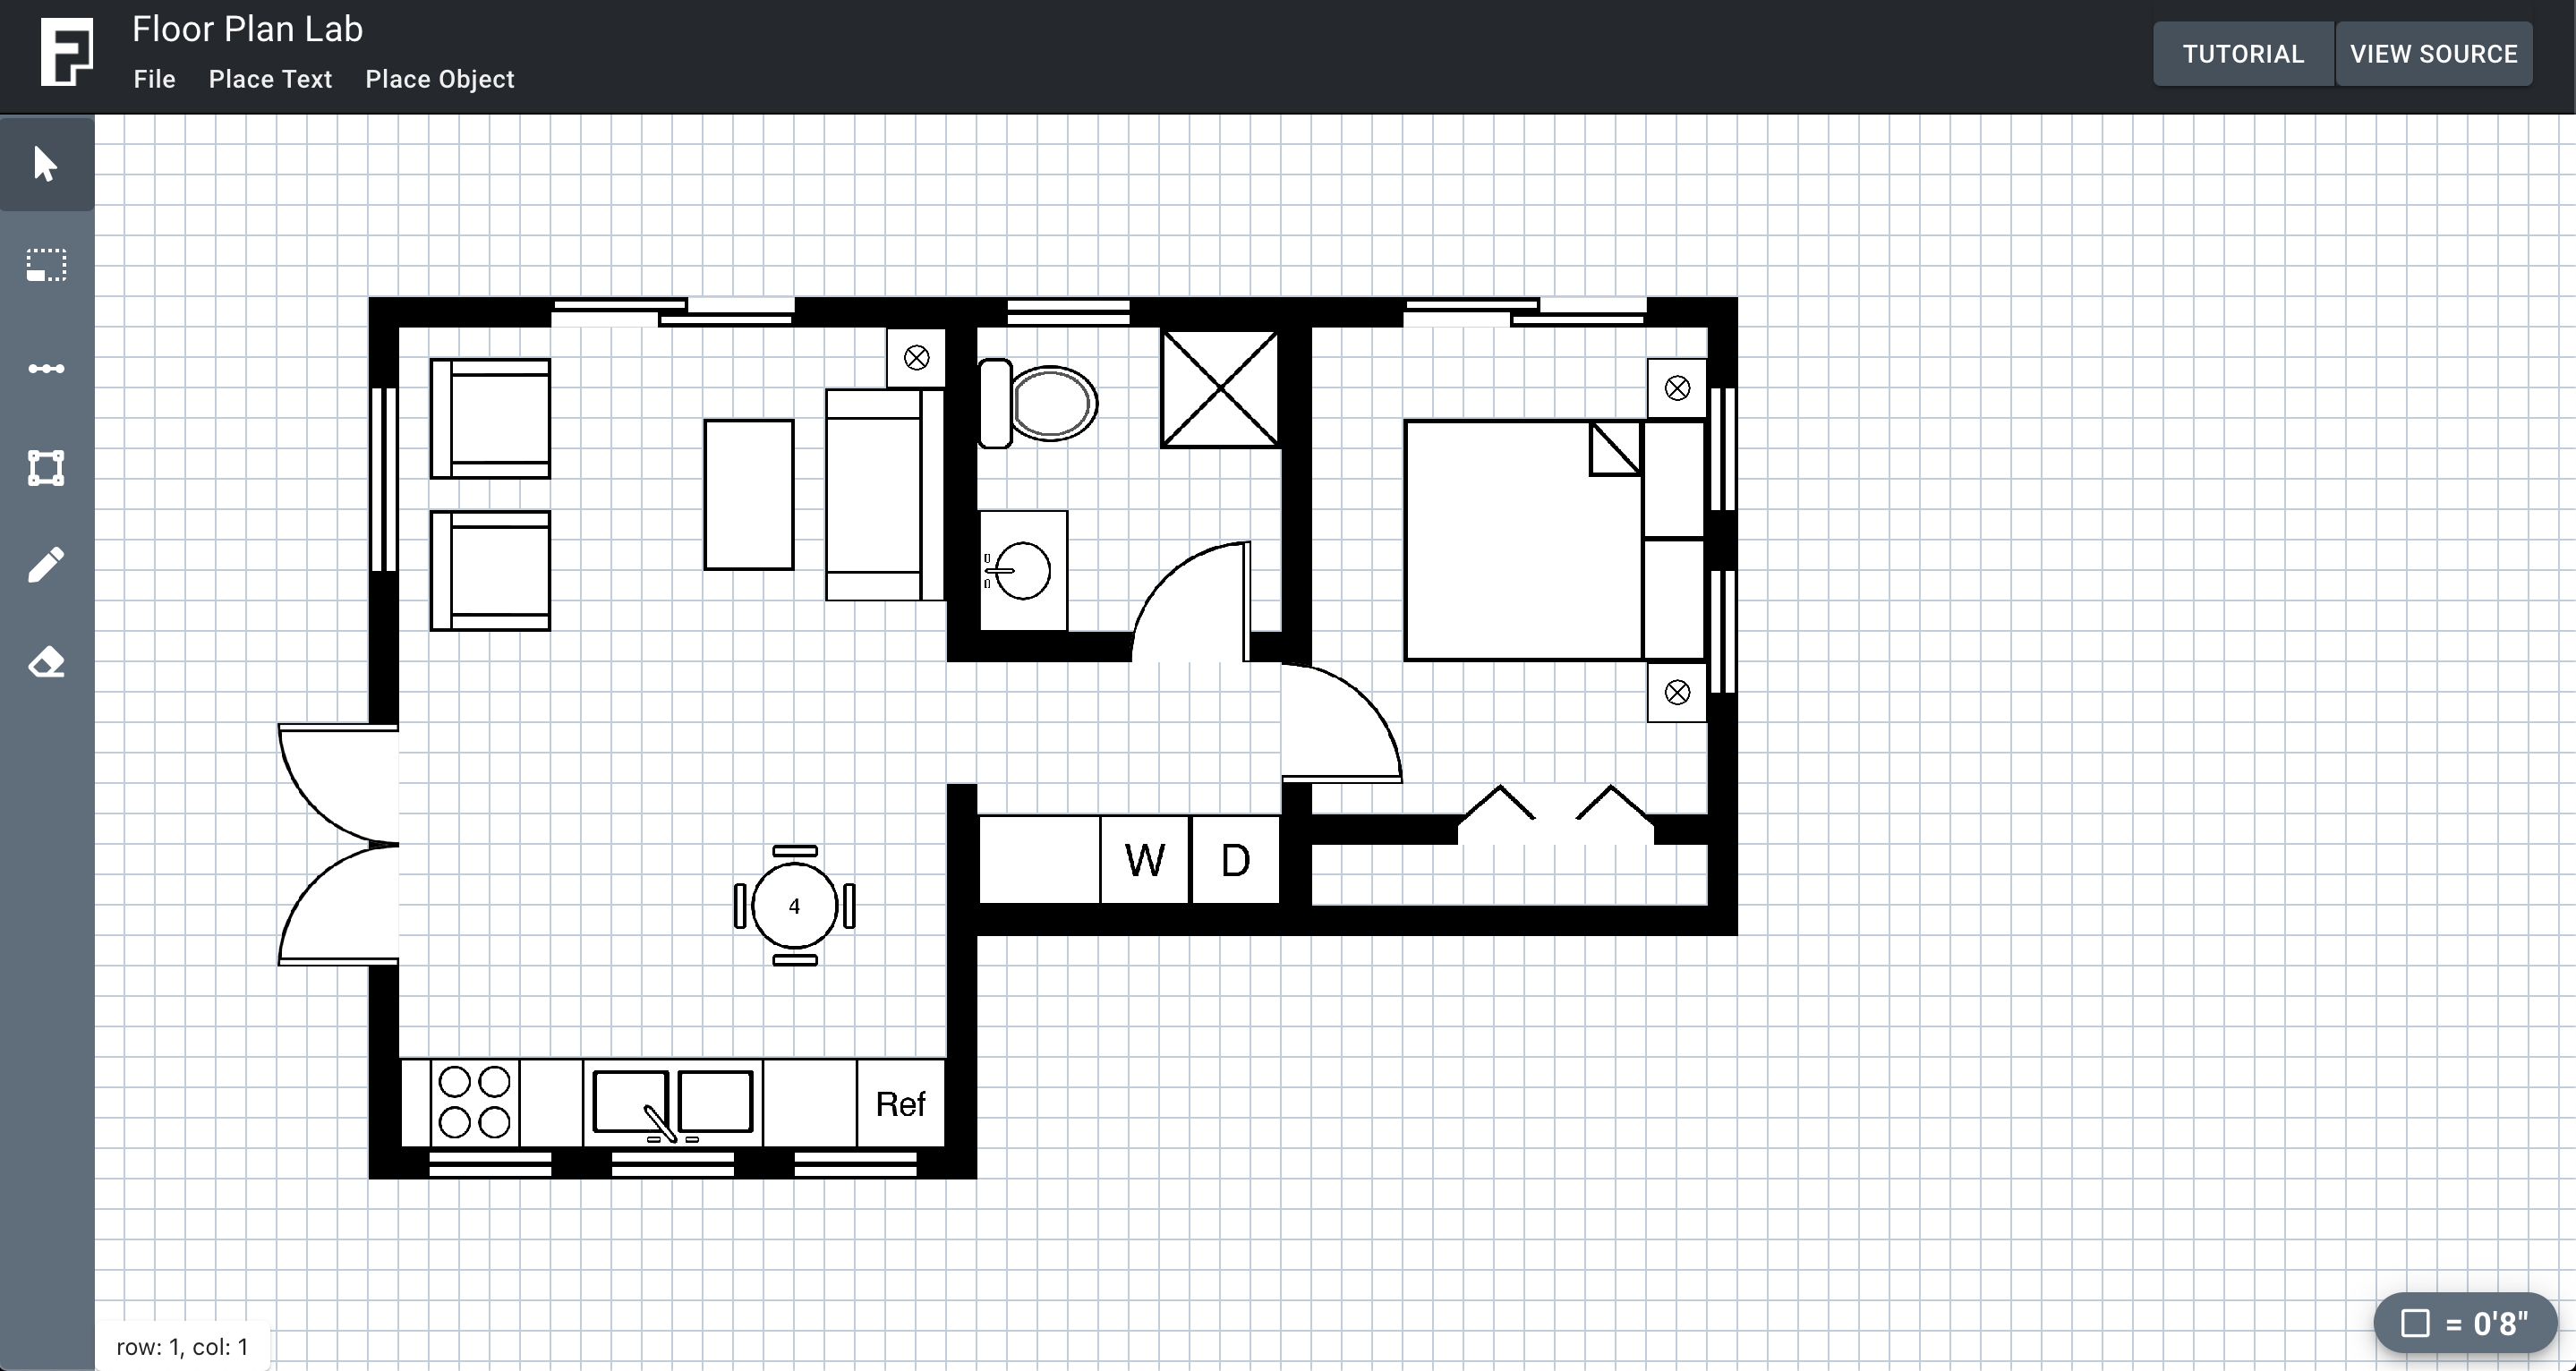 Floor Plan Lab
File Place Text Place Object
TUTORIAL VIEW SOURCE
W D
4
Ref
row: 1, col: 1
= 0'8"